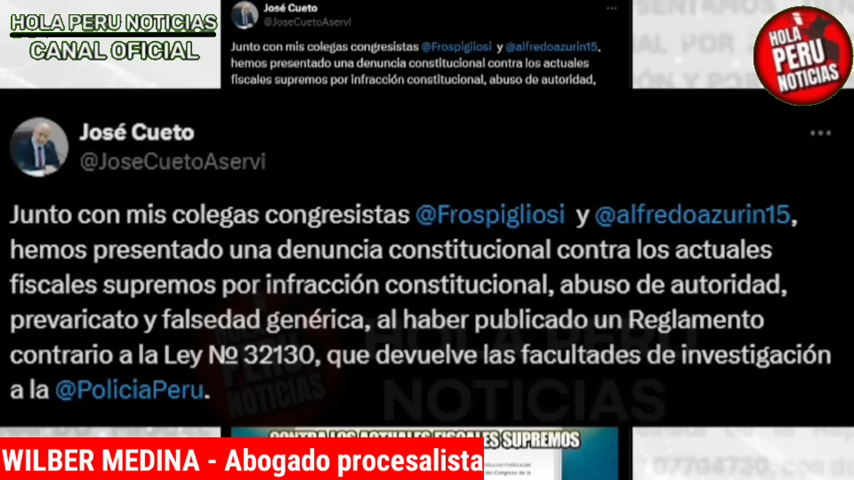 HOLA PERU NOTICIAS
CANAL OFICIAL
José Cueto
@JoseCuetoAservi
Junto con mis colegas congresistas @Frospigliosi y @alfredoazurin15,
hemos presentado una denuncia constitucional contra los actuales
fiscales supremos por infracción constitucional, abuso de autoridad,
HOLA
PERU
NOTICIAS
José Cueto
@JoseCuetoAservi
Junto con mis colegas congresistas @Frospigliosi y @alfredoazurin15,
hemos presentado una denuncia constitucional contra los actuales
fiscales supremos por infracción constitucional, abuso de autoridad,
prevaricato y falsedad genérica, al haber publicado un Reglamento
contrario a la Ley Nº 32130, que devuelve las facultades de investigación
a la @PoliciaPeru.
HOLA PERU
NOTICIAS
CONTRA LOS ACTUALES FISCALES SUPREMOS
WILBER MEDINA - Abogado procesalista